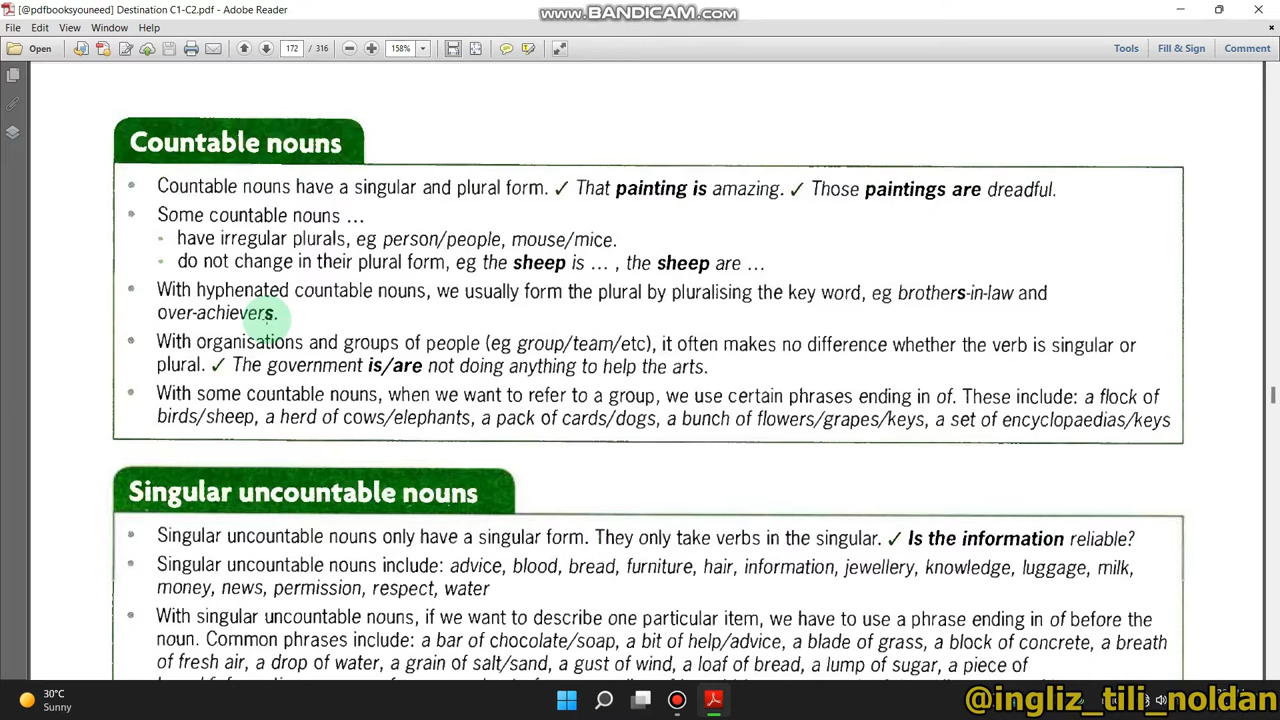 [@pdfbooksyouneed] Destination C1-C2.pdf - Adobe Reader
www.BANDICAM.com
File Edit View Window Help
Open 172 / 316 158% Tools Fill & Sign Comment
Countable nouns
• Countable nouns have a singular and plural form. ✓ That painting is amazing. ✓ Those paintings are dreadful.
• Some countable nouns …
- have irregular plurals, eg person/people, mouse/mice.
- do not change in their plural form, eg the sheep is … , the sheep are …
• With hyphenated countable nouns, we usually form the plural by pluralising the key word, eg brothers-in-law and
over-achievers.
• With organisations and groups of people (eg group/team/etc), it often makes no difference whether the verb is singular or
plural. ✓ The government is/are not doing anything to help the arts.
• With some countable nouns, when we want to refer to a group, we use certain phrases ending in of. These include: a flock of
birds/sheep, a herd of cows/elephants, a pack of cards/dogs, a bunch of flowers/grapes/keys, a set of encyclopaedias/keys
Singular uncountable nouns
• Singular uncountable nouns only have a singular form. They only take verbs in the singular. ✓ Is the information reliable?
• Singular uncountable nouns include: advice, blood, bread, furniture, hair, information, jewellery, knowledge, luggage, milk,
money, news, permission, respect, water
• With singular uncountable nouns, if we want to describe one particular item, we have to use a phrase ending in of before the
noun. Common phrases include: a bar of chocolate/soap, a bit of help/advice, a blade of grass, a block of concrete, a breath
of fresh air, a drop of water, a grain of salt/sand, a gust of wind, a loaf of bread, a lump of sugar, a piece of
30°C
Sunny
@ingliz_tili_noldan